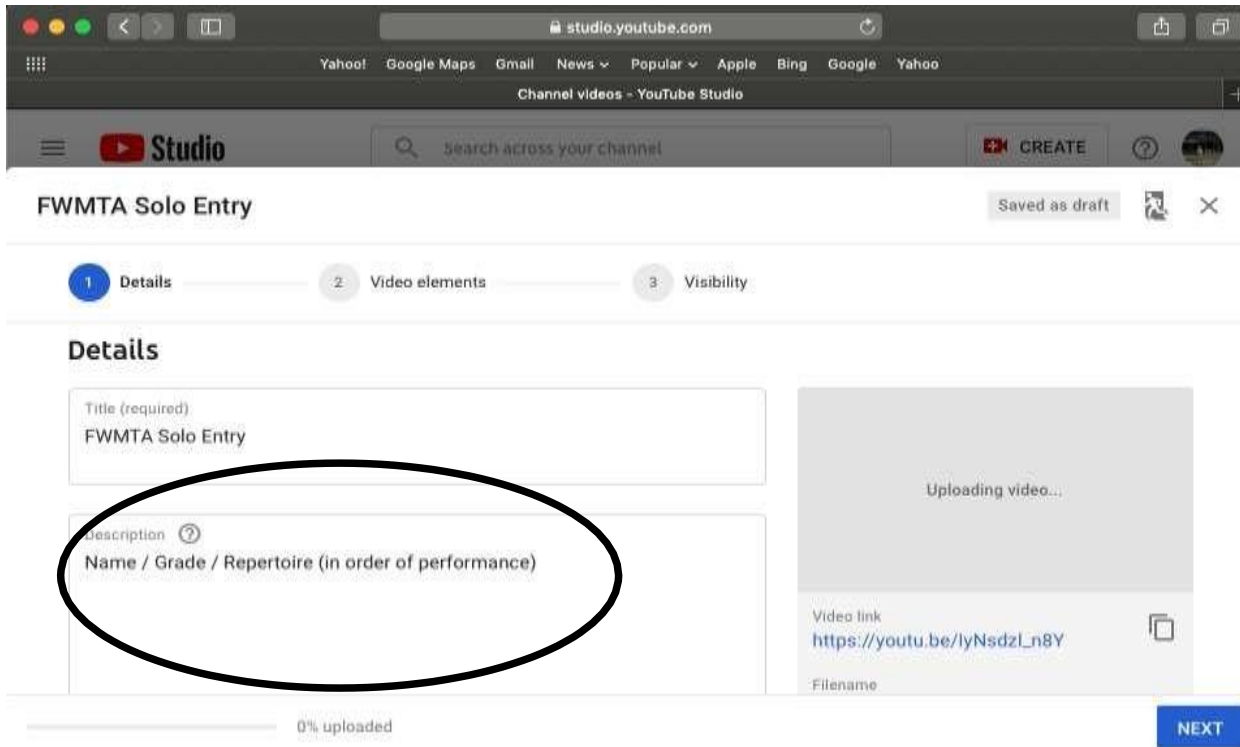 studio.youtube.com
Yahoo! Google Maps Gmail News Popular Apple Bing Google Yahoo
Channel videos - YouTube Studio
Studio Search across your channel CREATE
FWMTA Solo Entry Saved as draft
1 Details 2 Video elements 3 Visibility
Details
Title (required)
FWMTA Solo Entry
Uploading video...
Description
Name / Grade / Repertoire (in order of performance)
Video link
https://youtu.be/lyNsdzl_n8Y
Filename
0% uploaded NEXT